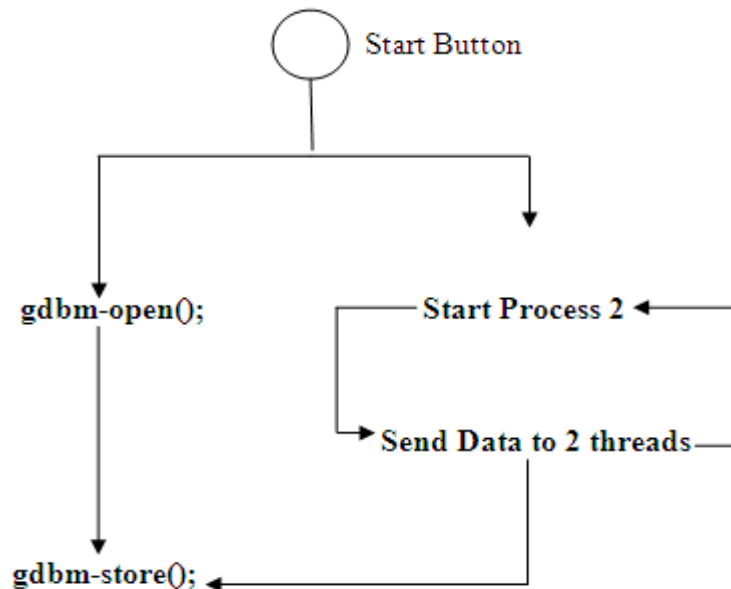 Start Button
gdbm-open();
Start Process 2
Send Data to 2 threads
gdbm-store();